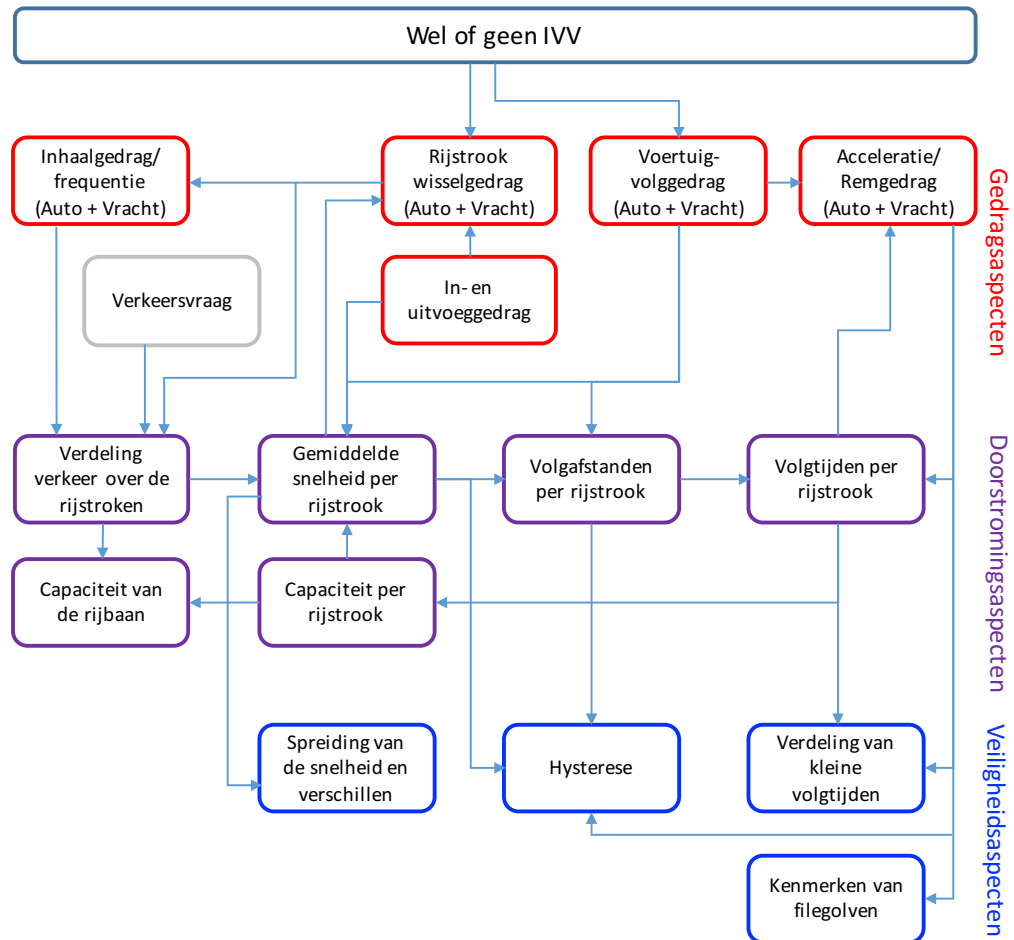 Wel of geen IVV
Inhaalgedrag/
frequentie
(Auto + Vracht)
Rijstrook
wisselgedrag
(Auto + Vracht)
Voertuig-
volggedrag
(Auto + Vracht)
Acceleratie/
Remgedrag
(Auto + Vracht)
Gedragsaspecten
Verkeersvraag
In- en
uitvoeggedrag
Verdeling
verkeer over de
rijstroken
Gemiddelde
snelheid per
rijstrook
Volgafstanden
per rijstrook
Volgtijden per
rijstrook
Doorstromingsaspecten
Capaciteit van
de rijbaan
Capaciteit per
rijstrook
Spreiding van
de snelheid en
verschillen
Hysterese
Verdeling van
kleine
volgtijden
Veiligheidsaspecten
Kenmerken van
filegolven